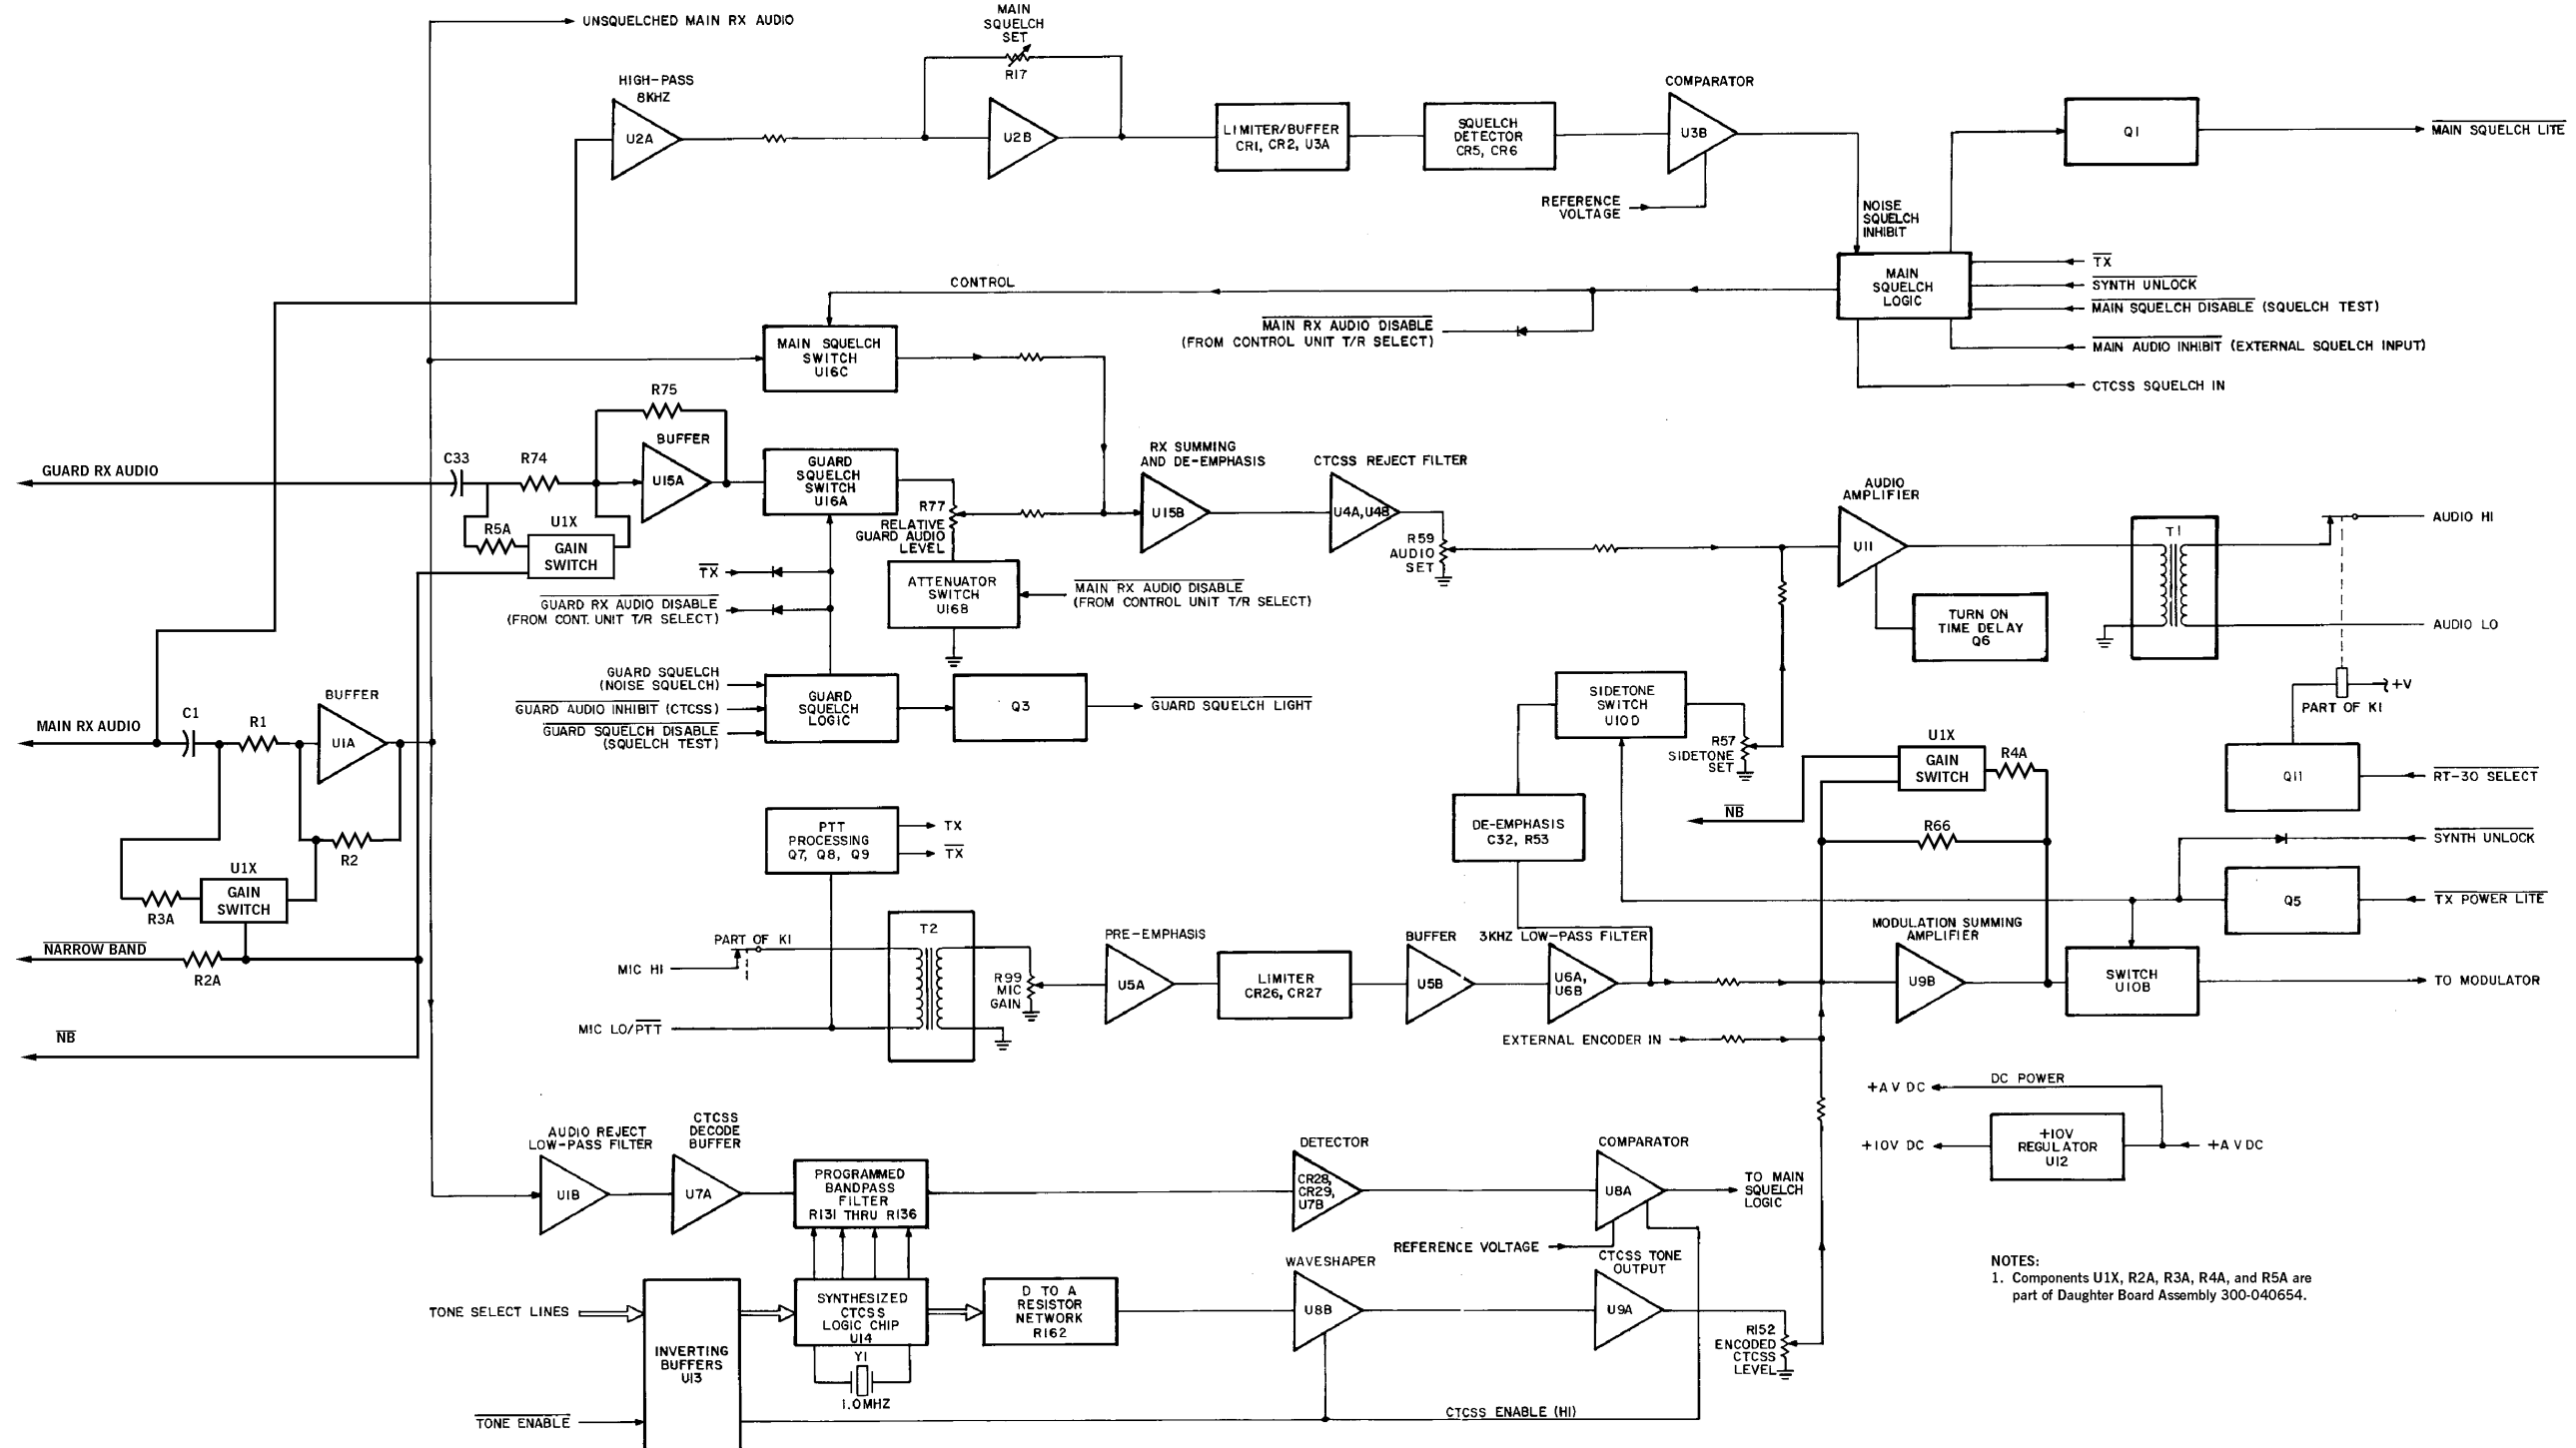 UNSQUELCHED MAIN RX AUDIO
MAIN
SQUELCH
SET
R17
HIGH-PASS
8KHZ
U2A
U2B
LIMITER/BUFFER
CR1, CR2, U3A
SQUELCH
DETECTOR
CR5, CR6
COMPARATOR
U3B
REFERENCE
VOLTAGE
Q1
MAIN SQUELCH LITE
NOISE
SQUELCH
INHIBIT
MAIN
SQUELCH
LOGIC
TX
SYNTH UNLOCK
MAIN SQUELCH DISABLE (SQUELCH TEST)
MAIN AUDIO INHIBIT (EXTERNAL SQUELCH INPUT)
CTCSS SQUELCH IN
CONTROL
MAIN RX AUDIO DISABLE
(FROM CONTROL UNIT T/R SELECT)
MAIN SQUELCH
SWITCH
U16C
R75
BUFFER
U15A
GUARD RX AUDIO
C33
R74
R5A
U1X
GAIN
SWITCH
GUARD
SQUELCH
SWITCH
U16A
R77
RELATIVE
GUARD AUDIO
LEVEL
RX SUMMING
AND DE-EMPHASIS
U15B
CTCSS REJECT FILTER
U4A,U4B
R59
AUDIO
SET
AUDIO
AMPLIFIER
U11
T1
AUDIO HI
AUDIO LO
TURN ON
TIME DELAY
Q6
TX
GUARD RX AUDIO DISABLE
(FROM CONT. UNIT T/R SELECT)
ATTENUATOR
SWITCH
U16B
MAIN RX AUDIO DISABLE
(FROM CONTROL UNIT T/R SELECT)
GUARD SQUELCH
(NOISE SQUELCH)
GUARD AUDIO INHIBIT (CTCSS)
GUARD SQUELCH DISABLE
(SQUELCH TEST)
GUARD
SQUELCH
LOGIC
Q3
GUARD SQUELCH LIGHT
SIDETONE
SWITCH
U10D
R57
SIDETONE
SET
+V
PART OF K1
MAIN RX AUDIO
C1
R1
BUFFER
U1A
R2
U1X
GAIN
SWITCH
R3A
NARROW BAND
R2A
NB
PTT
PROCESSING
Q7, Q8, Q9
TX
TX
DE-EMPHASIS
C32, R53
NB
U1X
GAIN
SWITCH
R4A
R66
Q11
RT-30 SELECT
SYNTH UNLOCK
Q5
TX POWER LITE
PART OF K1
MIC HI
MIC LO/PTT
T2
R99
MIC
GAIN
PRE-EMPHASIS
U5A
LIMITER
CR26, CR27
BUFFER
U5B
3KHZ LOW-PASS FILTER
U6A,
U6B
MODULATION SUMMING
AMPLIFIER
U9B
SWITCH
U10B
TO MODULATOR
EXTERNAL ENCODER IN
+A V DC
DC POWER
+10V DC
+10V
REGULATOR
U12
+A V DC
AUDIO REJECT
LOW-PASS FILTER
U1B
CTCSS
DECODE
BUFFER
U7A
PROGRAMMED
BANDPASS
FILTER
R131 THRU R136
DETECTOR
CR28,
CR29,
U7B
COMPARATOR
U8A
TO MAIN
SQUELCH
LOGIC
REFERENCE VOLTAGE
TONE SELECT LINES
INVERTING
BUFFERS
U13
SYNTHESIZED
CTCSS
LOGIC CHIP
U14
Y1
1.0MHZ
D TO A
RESISTOR
NETWORK
R162
WAVESHAPER
U8B
CTCSS TONE
OUTPUT
U9A
R152
ENCODED
CTCSS
LEVEL
TONE ENABLE
CTCSS ENABLE (HI)
NOTES:
1. Components U1X, R2A, R3A, R4A, and R5A are
part of Daughter Board Assembly 300-040654.